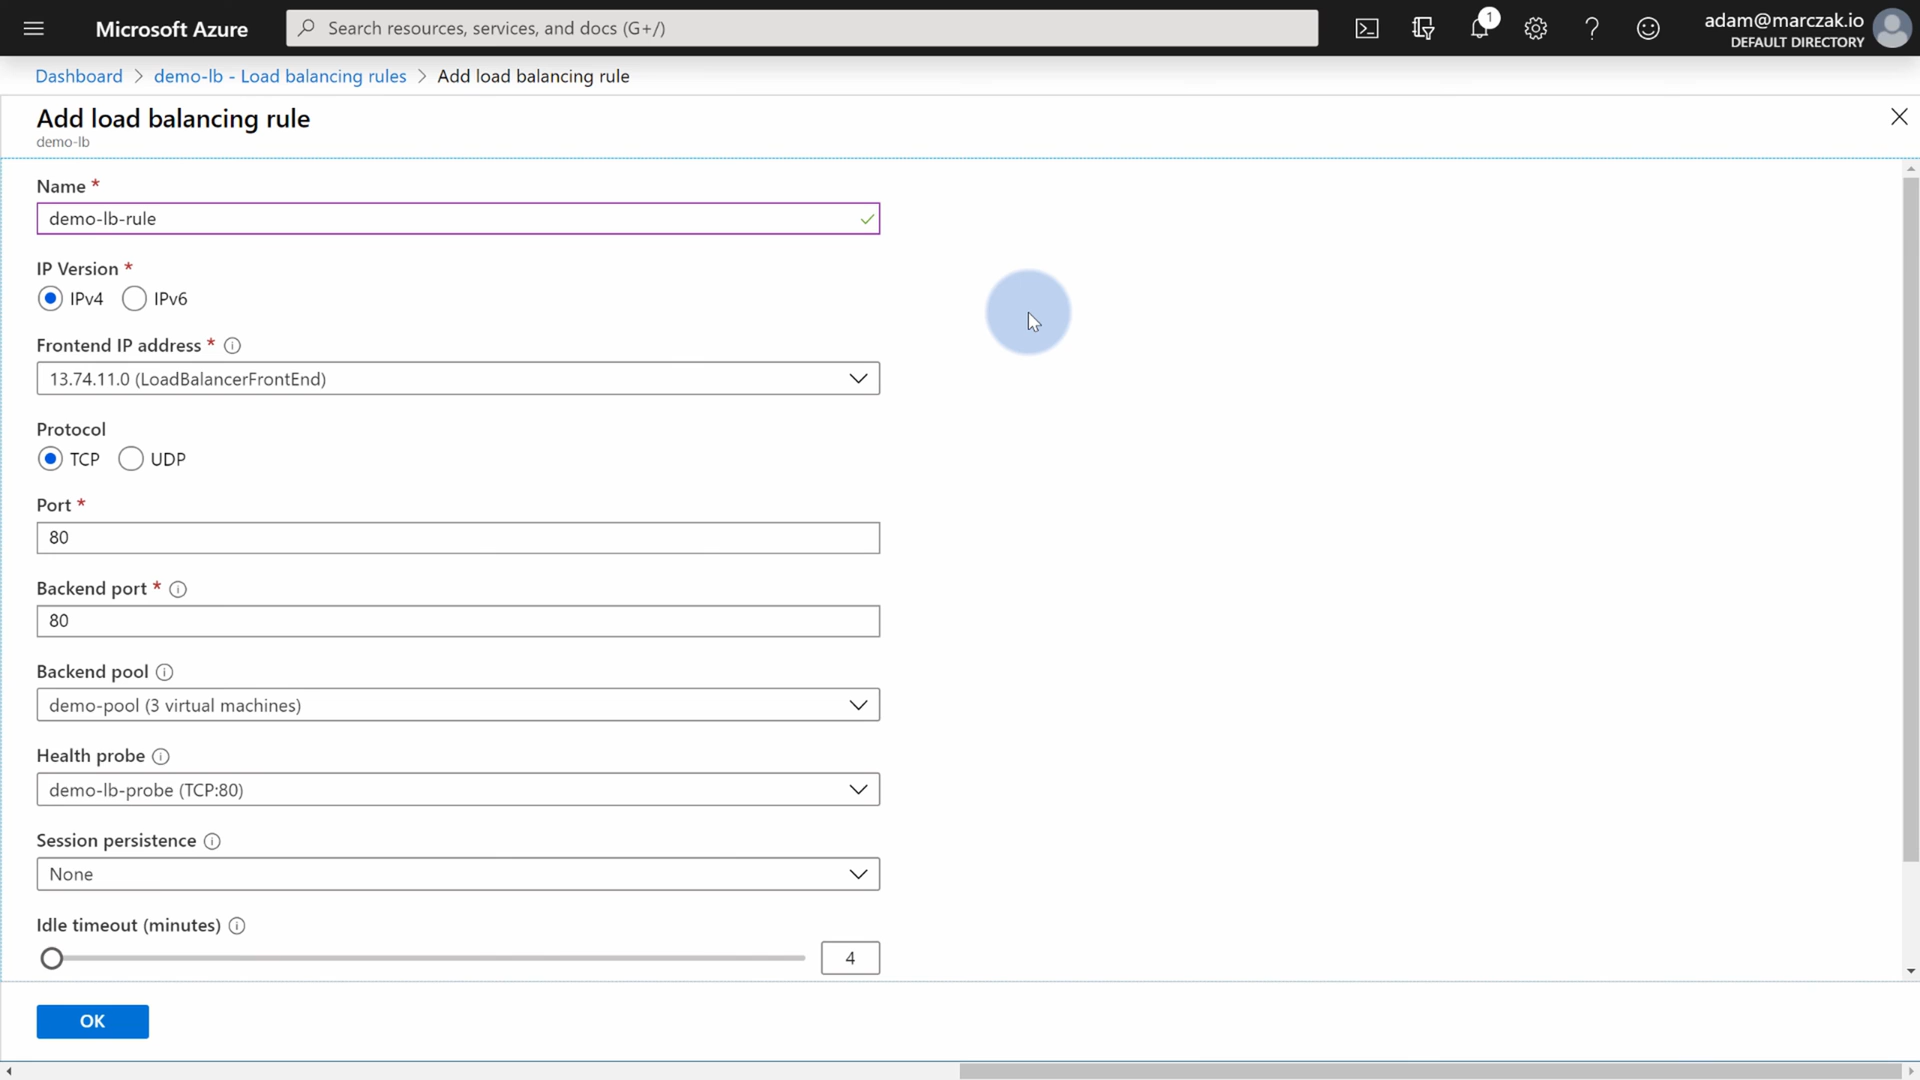 Microsoft Azure
Search resources, services, and docs (G+/)
1
adam@marczak.io
DEFAULT DIRECTORY
Dashboard > demo-lb - Load balancing rules > Add load balancing rule
Add load balancing rule
demo-lb
Name *
demo-lb-rule
IP Version *
IPv4 IPv6
Frontend IP address *
13.74.11.0 (LoadBalancerFrontEnd)
Protocol
TCP UDP
Port *
80
Backend port *
80
Backend pool
demo-pool (3 virtual machines)
Health probe
demo-lb-probe (TCP:80)
Session persistence
None
Idle timeout (minutes)
4
OK